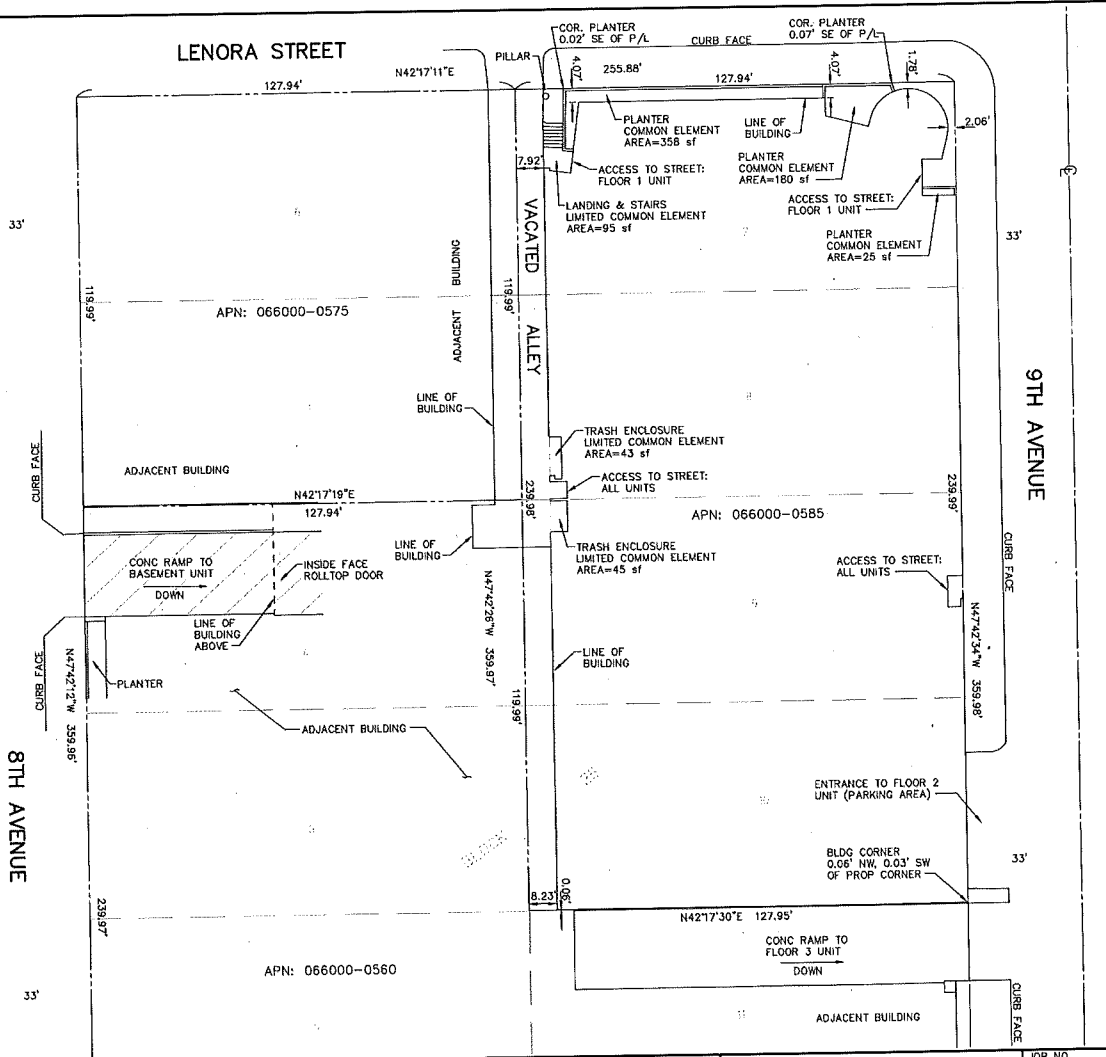 LENORA STREET
N42°17'11"E
127.94'
PILLAR
COR. PLANTER
0.02' SE OF P/L
CURB FACE
COR. PLANTER
0.07' SE OF P/L
4.07'
255.88'
127.94'
4.07'
1.78'
2.06'
PLANTER
COMMON ELEMENT
AREA=358 sf
LINE OF
BUILDING
PLANTER
COMMON ELEMENT
AREA=180 sf
7.92'
ACCESS TO STREET:
FLOOR 1 UNIT
ACCESS TO STREET:
FLOOR 1 UNIT
LANDING & STAIRS
LIMITED COMMON ELEMENT
AREA=95 sf
PLANTER
COMMON ELEMENT
AREA=25 sf
33'
33'
VACATED ALLEY
ADJACENT BUILDING
119.99'
119.99'
7
8
APN: 066000-0575
9TH AVENUE
LINE OF
BUILDING
TRASH ENCLOSURE
LIMITED COMMON ELEMENT
AREA=43 sf
ACCESS TO STREET:
ALL UNITS
CURB FACE
ADJACENT BUILDING
N42°17'19"E
127.94'
239.98'
239.99'
APN: 066000-0585
CURB FACE
LINE OF
BUILDING
TRASH ENCLOSURE
LIMITED COMMON ELEMENT
AREA=45 sf
CONC RAMP TO
BASEMENT UNIT
DOWN
INSIDE FACE
ROLLTOP DOOR
ACCESS TO STREET:
ALL UNITS
LINE OF
BUILDING
ABOVE
N47°42'26"W 359.97'
N47°42'34"W 359.98'
LINE OF
BUILDING
CURB FACE
N47°42'12"W 359.96'
PLANTER
119.99'
ADJACENT BUILDING
8TH AVENUE
BLOCK
ENTRANCE TO FLOOR 2
UNIT (PARKING AREA)
BLDG CORNER
0.06' NW, 0.03' SW
OF PROP CORNER
33'
239.97'
8.23'
0.06'
N42°17'30"E 127.95'
CONC RAMP TO
FLOOR 3 UNIT
DOWN
APN: 066000-0560
33'
11
ADJACENT BUILDING
CURB FACE
JOB NO